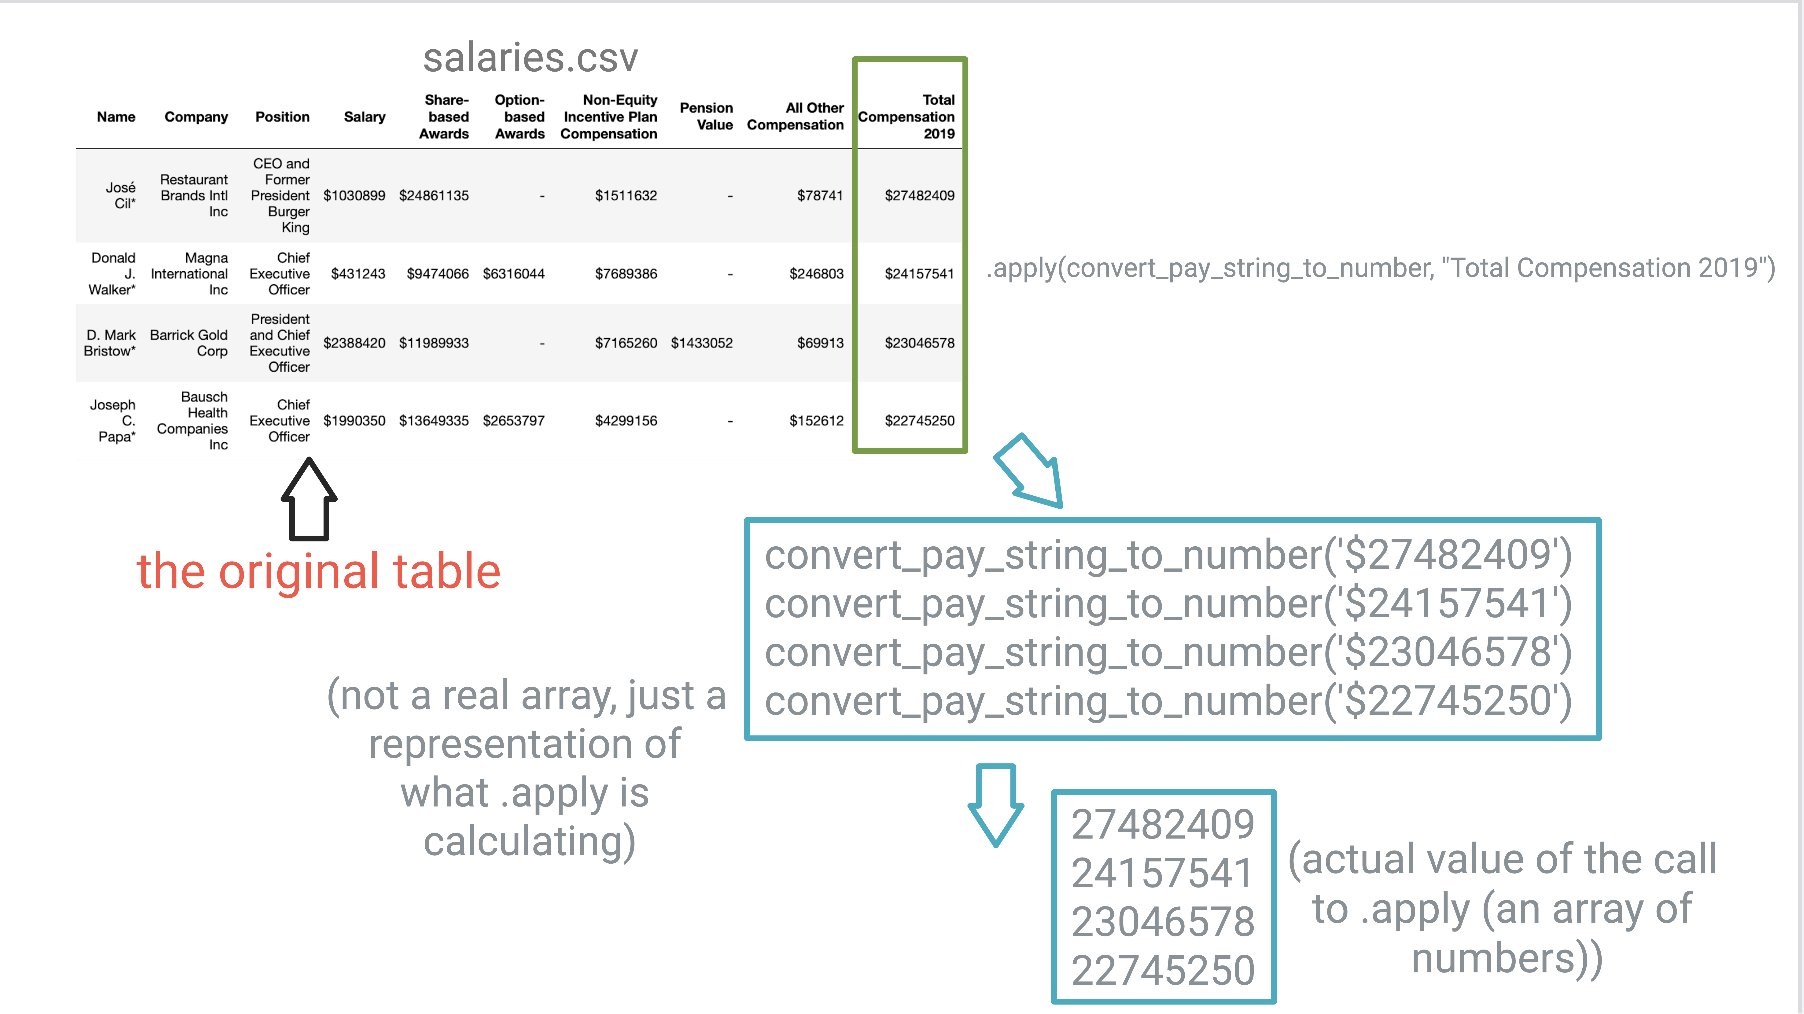 salaries.csv
Name Company Position Salary Share-based Awards Option-based Awards Non-Equity Incentive Plan Compensation Pension Value All Other Compensation Total Compensation 2019
José Cil* Restaurant Brands Intl Inc CEO and Former President Burger King $1030899 $24861135 - $1511632 - $78741 $27482409
Donald J. Walker* Magna International Inc Chief Executive Officer $431243 $9474066 $6316044 $7689386 - $246803 $24157541
D. Mark Bristow* Barrick Gold Corp President and Chief Executive Officer $2388420 $11989933 - $7165260 $1433052 $69913 $23046578
Joseph C. Papa* Bausch Health Companies Inc Chief Executive Officer $1990350 $13649335 $2653797 $4299156 - $152612 $22745250
.apply(convert_pay_string_to_number, "Total Compensation 2019")
the original table
convert_pay_string_to_number('$27482409')
convert_pay_string_to_number('$24157541')
convert_pay_string_to_number('$23046578')
convert_pay_string_to_number('$22745250')
(not a real array, just a
representation of
what .apply is
calculating)
27482409
24157541
23046578
22745250
(actual value of the call
to .apply (an array of
numbers))